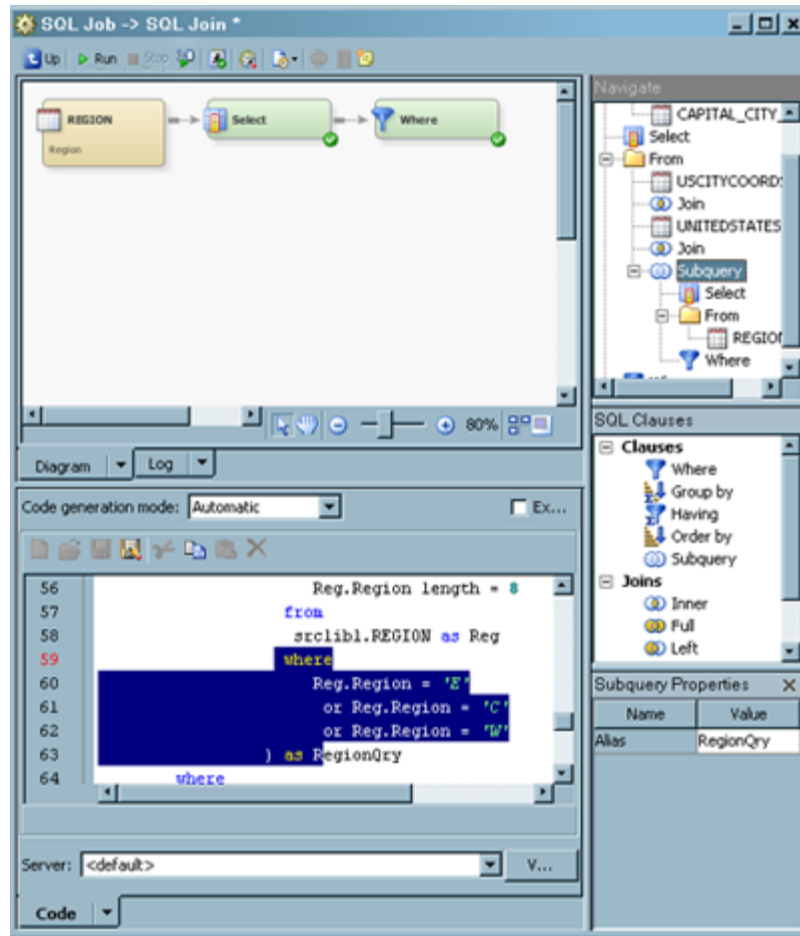 SQL Job -> SQL Join *
Up Run Stop
REGION
Region
Select
Where
80%
Diagram Log
Navigate
CAPITAL_CITY_
Select
From
USCITYCOORD
Join
UNITEDSTATES
Join
Subquery
Select
From
REGION
Where
SQL Clauses
Clauses
Where
Group by
Having
Order by
Subquery
Joins
Inner
Full
Left
Code generation mode: Automatic Ex...
56 Reg.Region length = 8
57 from
58 srclibl.REGION as Reg
59 where
60 Reg.Region = 'E'
61 or Reg.Region = 'C'
62 or Reg.Region = 'W'
63 ) as RegionQry
64 where
Server: <default> V...
Code
Subquery Properties
Name Value
Alias RegionQry